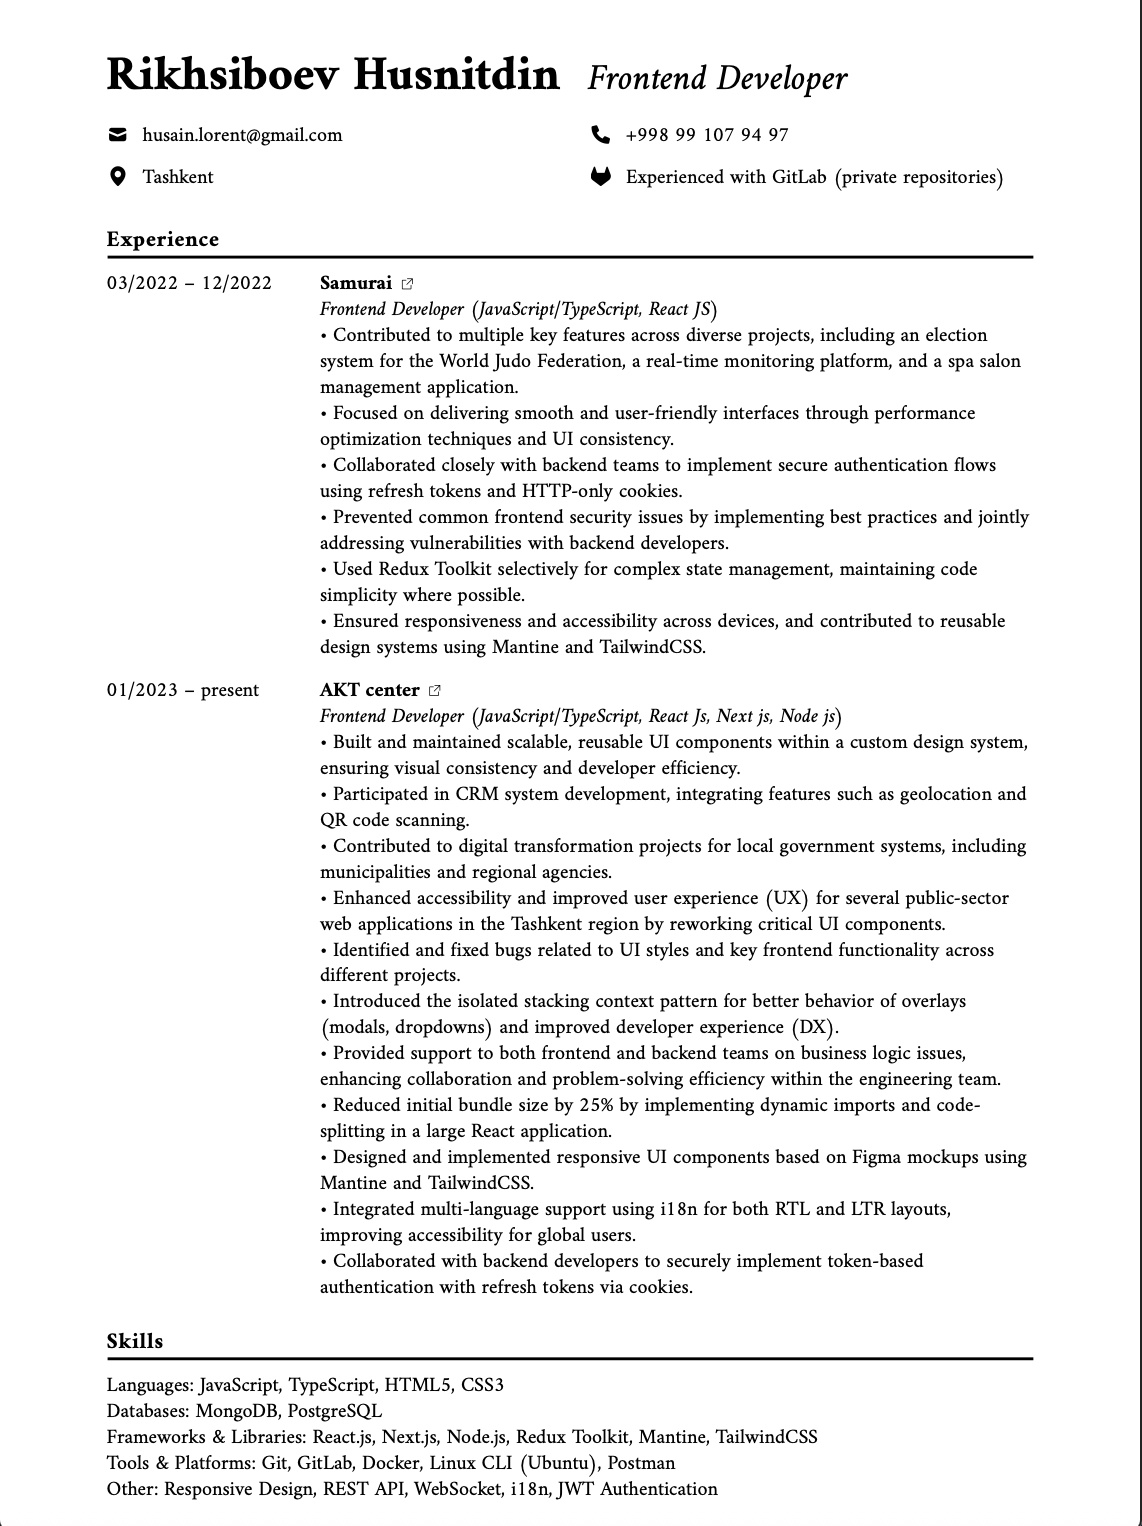 Rikhsiboev Husnitdin Frontend Developer
husain.lorent@gmail.com
+998 99 107 94 97
Tashkent
Experienced with GitLab (private repositories)
Experience
03/2022 – 12/2022
Samurai
Frontend Developer (JavaScript/TypeScript, React JS)
• Contributed to multiple key features across diverse projects, including an election
system for the World Judo Federation, a real-time monitoring platform, and a spa salon
management application.
• Focused on delivering smooth and user-friendly interfaces through performance
optimization techniques and UI consistency.
• Collaborated closely with backend teams to implement secure authentication flows
using refresh tokens and HTTP-only cookies.
• Prevented common frontend security issues by implementing best practices and jointly
addressing vulnerabilities with backend developers.
• Used Redux Toolkit selectively for complex state management, maintaining code
simplicity where possible.
• Ensured responsiveness and accessibility across devices, and contributed to reusable
design systems using Mantine and TailwindCSS.
01/2023 – present
AKT center
Frontend Developer (JavaScript/TypeScript, React Js, Next js, Node js)
• Built and maintained scalable, reusable UI components within a custom design system,
ensuring visual consistency and developer efficiency.
• Participated in CRM system development, integrating features such as geolocation and
QR code scanning.
• Contributed to digital transformation projects for local government systems, including
municipalities and regional agencies.
• Enhanced accessibility and improved user experience (UX) for several public-sector
web applications in the Tashkent region by reworking critical UI components.
• Identified and fixed bugs related to UI styles and key frontend functionality across
different projects.
• Introduced the isolated stacking context pattern for better behavior of overlays
(modals, dropdowns) and improved developer experience (DX).
• Provided support to both frontend and backend teams on business logic issues,
enhancing collaboration and problem-solving efficiency within the engineering team.
• Reduced initial bundle size by 25% by implementing dynamic imports and code-
splitting in a large React application.
• Designed and implemented responsive UI components based on Figma mockups using
Mantine and TailwindCSS.
• Integrated multi-language support using i18n for both RTL and LTR layouts,
improving accessibility for global users.
• Collaborated with backend developers to securely implement token-based
authentication with refresh tokens via cookies.
Skills
Languages: JavaScript, TypeScript, HTML5, CSS3
Databases: MongoDB, PostgreSQL
Frameworks & Libraries: React.js, Next.js, Node.js, Redux Toolkit, Mantine, TailwindCSS
Tools & Platforms: Git, GitLab, Docker, Linux CLI (Ubuntu), Postman
Other: Responsive Design, REST API, WebSocket, i18n, JWT Authentication